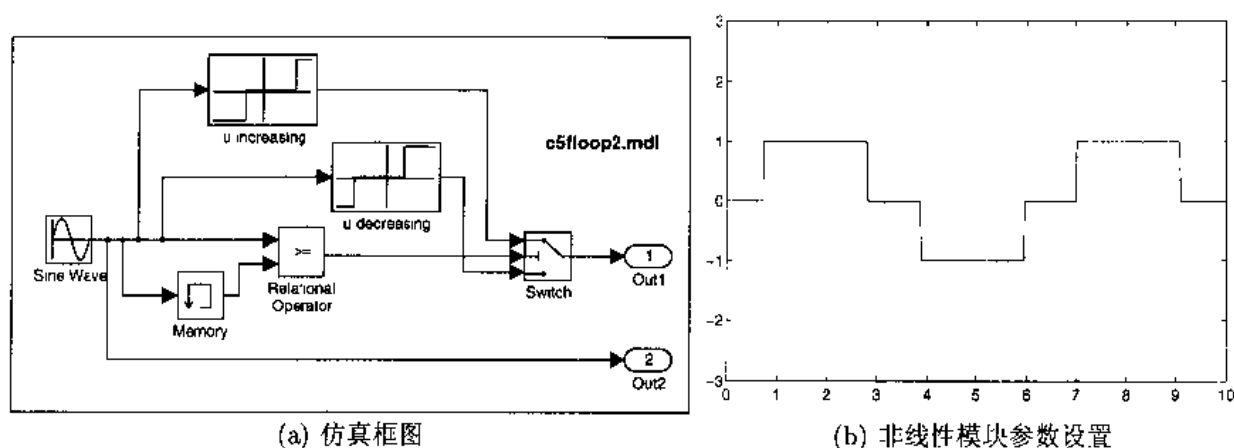 u increasing
c5floop2.mdl
u decreasing
Sine Wave
>=
Relational
Operator
Memory
Switch
1
Out1
2
Out2
(a) 仿真框图
3
2
1
0
-1
-2
-3
0 1 2 3 4 5 6 7 8 9 10
(b) 非线性模块参数设置